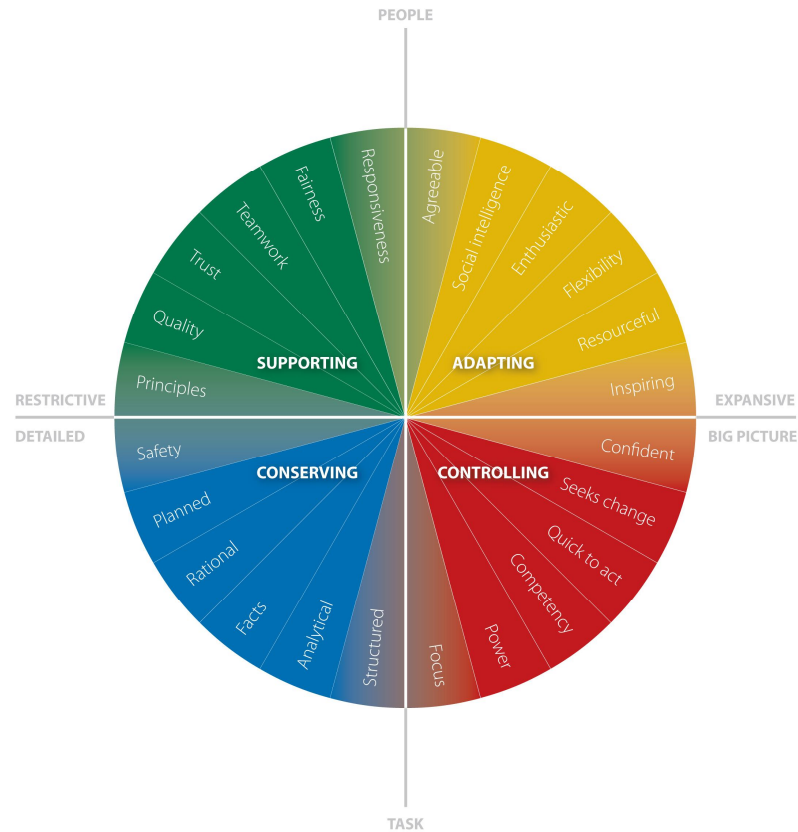 PEOPLE
Responsiveness
Agreeable
Fairness
Social intelligence
Teamwork
Enthusiastic
Trust
Flexibility
Quality
Resourceful
SUPPORTING
ADAPTING
Principles
Inspiring
RESTRICTIVE
EXPANSIVE
DETAILED
BIG PICTURE
Safety
Confident
CONSERVING
CONTROLLING
Planned
Seeks change
Rational
Quick to act
Facts
Competency
Analytical
Power
Structured
Focus
TASK